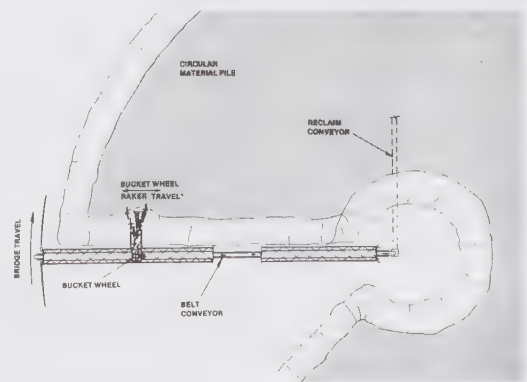 CIRCULAR
MATERIAL PILE
RECLAIM
CONVEYOR
BUCKET WHEEL
RAKER TRAVEL
BRIDGE TRAVEL
BUCKET WHEEL
BELT
CONVEYOR